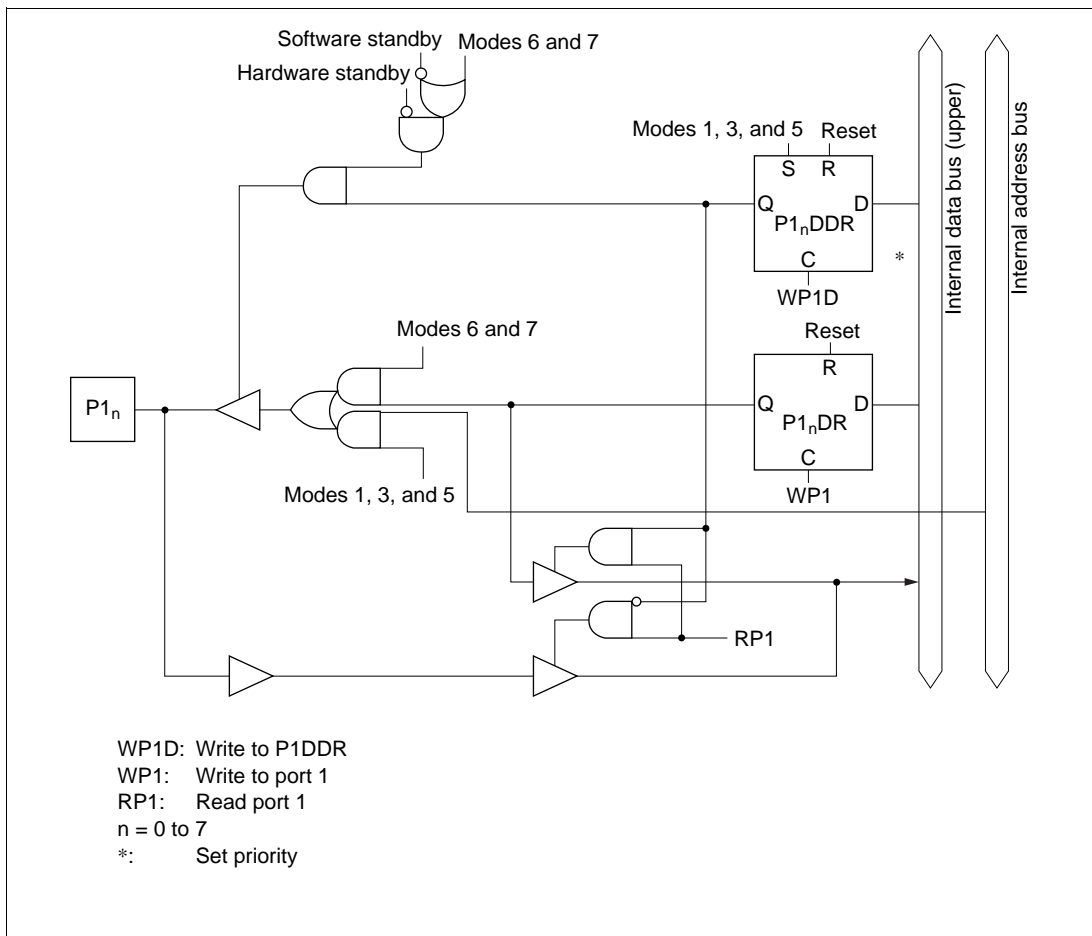 Software standby
Modes 6 and 7
Hardware standby
Modes 1, 3, and 5
Reset
S
R
Q
D
P1nDDR
C
WP1D
*
Internal data bus (upper)
Internal address bus
Modes 6 and 7
Reset
R
P1n
Q
D
P1nDR
C
WP1
Modes 1, 3, and 5
RP1
WP1D: Write to P1DDR
WP1: Write to port 1
RP1: Read port 1
n = 0 to 7
*: Set priority